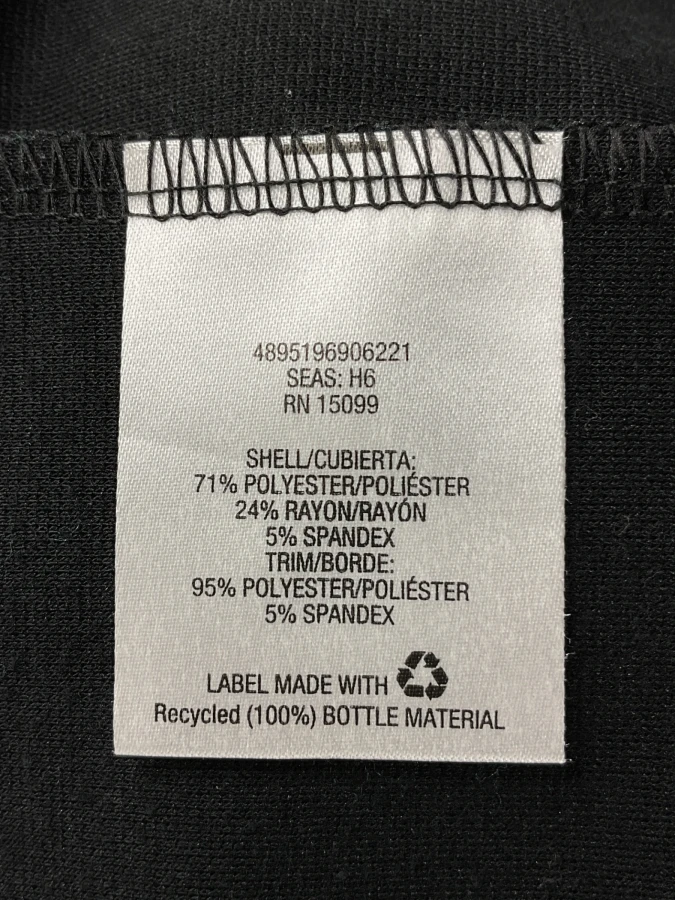 4895196906221
SEAS: H6
RN 15099
SHELL/CUBIERTA:
71% POLYESTER/POLIÉSTER
24% RAYON/RAYÓN
5% SPANDEX
TRIM/BORDE:
95% POLYESTER/POLIÉSTER
5% SPANDEX
LABEL MADE WITH
Recycled (100%) BOTTLE MATERIAL